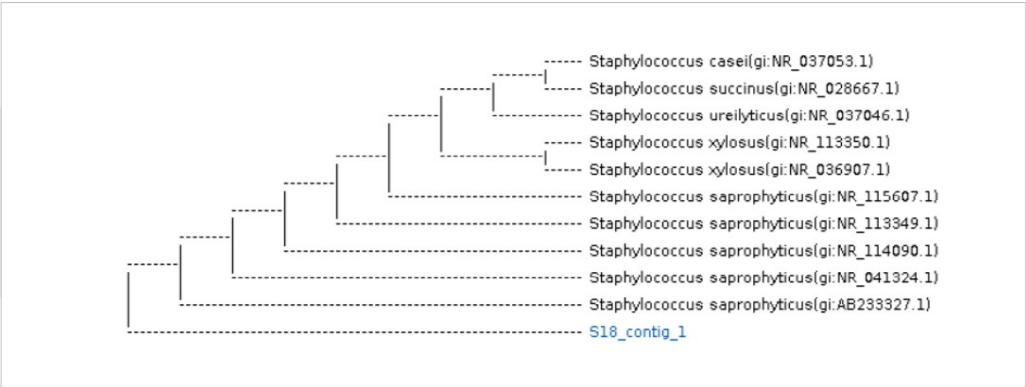 Staphylococcus casei(gi:NR_037053.1)
Staphylococcus succinus(gi:NR_028667.1)
Staphylococcus ureilyticus(gi:NR_037046.1)
Staphylococcus xylosus(gi:NR_113350.1)
Staphylococcus xylosus(gi:NR_036907.1)
Staphylococcus saprophyticus(gi:NR_115607.1)
Staphylococcus saprophyticus(gi:NR_113349.1)
Staphylococcus saprophyticus(gi:NR_114090.1)
Staphylococcus saprophyticus(gi:NR_041324.1)
Staphylococcus saprophyticus(gi:AB233327.1)
S18_contig_1